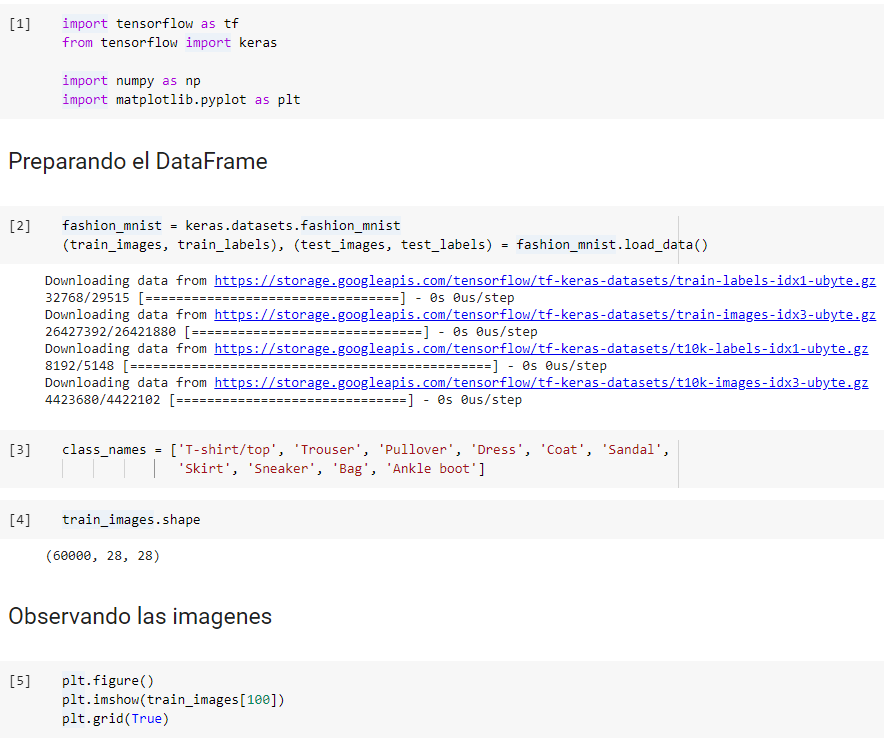 [1] import tensorflow as tf
from tensorflow import keras
import numpy as np
import matplotlib.pyplot as plt
Preparando el DataFrame
[2] fashion_mnist = keras.datasets.fashion_mnist
(train_images, train_labels), (test_images, test_labels) = fashion_mnist.load_data()
Downloading data from https://storage.googleapis.com/tensorflow/tf-keras-datasets/train-labels-idx1-ubyte.gz
32768/29515 [=================================] - 0s 0us/step
Downloading data from https://storage.googleapis.com/tensorflow/tf-keras-datasets/train-images-idx3-ubyte.gz
26427392/26421880 [==============================] - 0s 0us/step
Downloading data from https://storage.googleapis.com/tensorflow/tf-keras-datasets/t10k-labels-idx1-ubyte.gz
8192/5148 [===============================================] - 0s 0us/step
Downloading data from https://storage.googleapis.com/tensorflow/tf-keras-datasets/t10k-images-idx3-ubyte.gz
4423680/4422102 [==============================] - 0s 0us/step
[3] class_names = ['T-shirt/top', 'Trouser', 'Pullover', 'Dress', 'Coat', 'Sandal',
'Skirt', 'Sneaker', 'Bag', 'Ankle boot']
[4] train_images.shape
(60000, 28, 28)
Observando las imagenes
[5] plt.figure()
plt.imshow(train_images[100])
plt.grid(True)